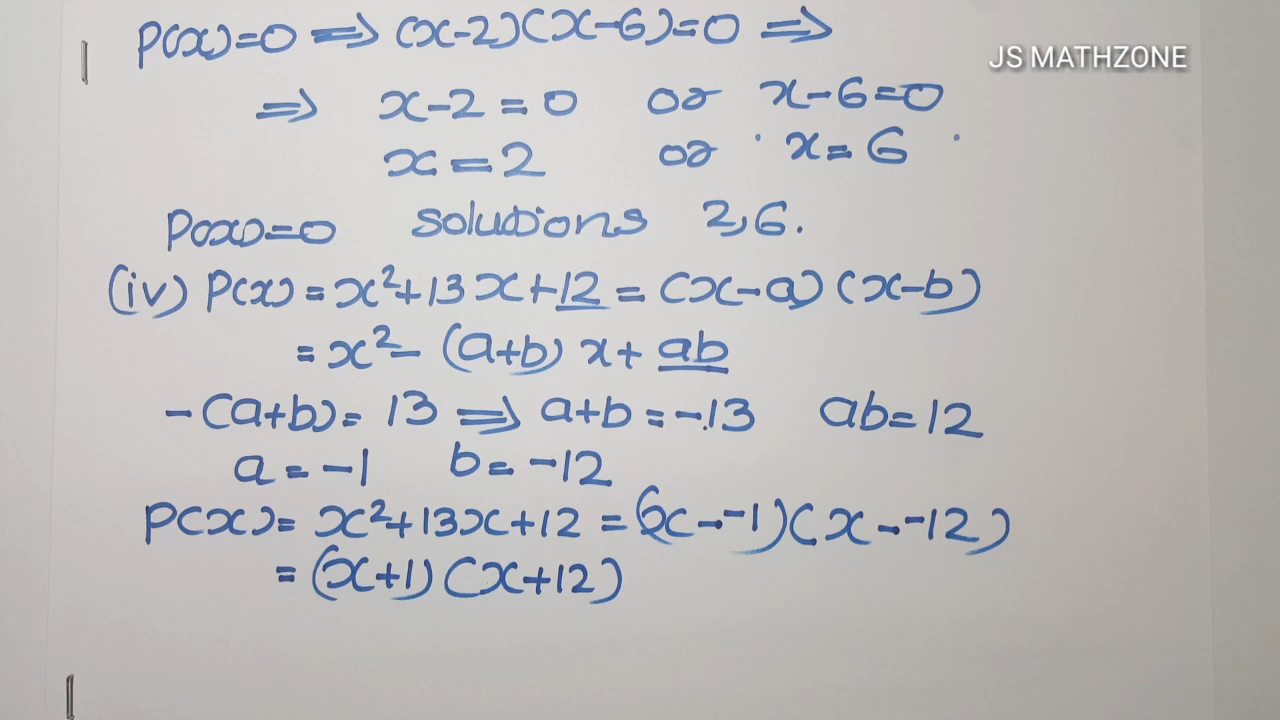 P(x)=0 ⟹ (x-2)(x-6)=0 ⟹
JS MATHZONE
⟹ x-2=0 or x-6=0
x=2 or x=6
P(x)=0 solutions 2,6.
(iv) P(x)=x²+13x+12=(x-a)(x-b)
=x²-(a+b)x+ab
-(a+b)=13 ⟹ a+b=-13 ab=12
a=-1 b=-12
P(x)=x²+13x+12=(x--1)(x--12)
=(x+1)(x+12)